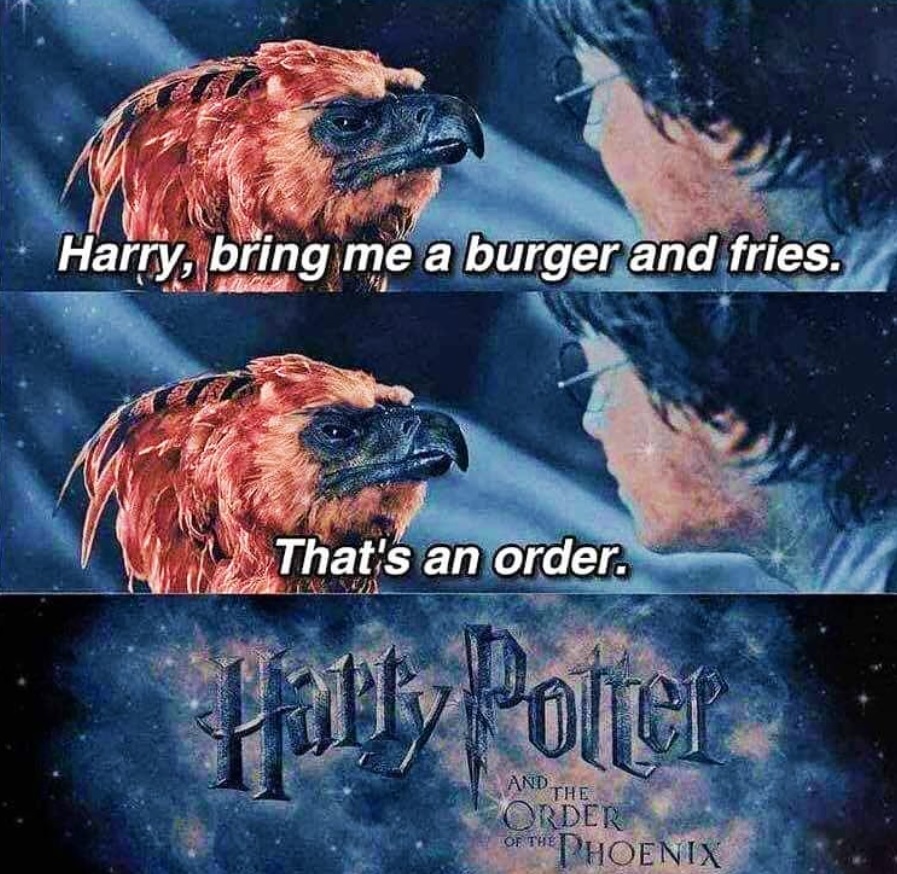 Harry, bring me a burger and fries.
That's an order.
Harry Potter
AND THE
ORDER
OF THE PHOENIX